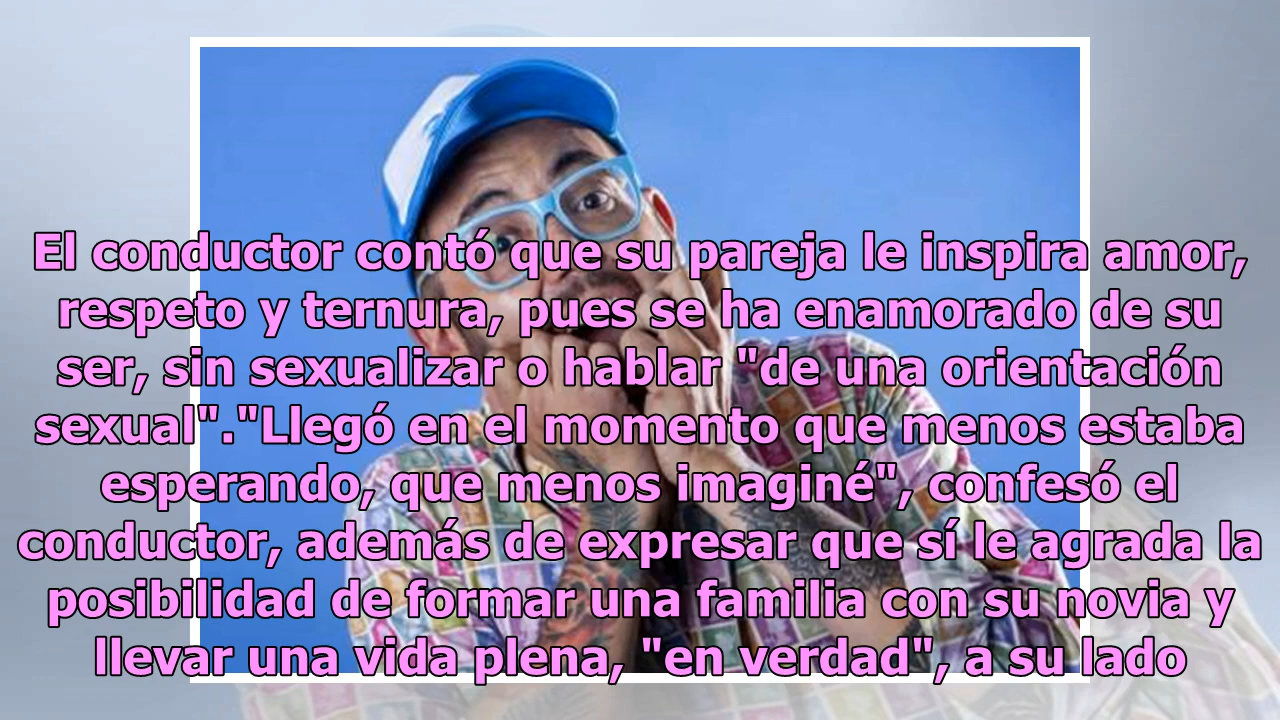 El conductor contó que su pareja le inspira amor,
respeto y ternura, pues se ha enamorado de su
ser, sin sexualizar o hablar "de una orientación
sexual"."Llegó en el momento que menos estaba
esperando, que menos imaginé", confesó el
conductor, además de expresar que sí le agrada la
posibilidad de formar una familia con su novia y
llevar una vida plena, "en verdad", a su lado